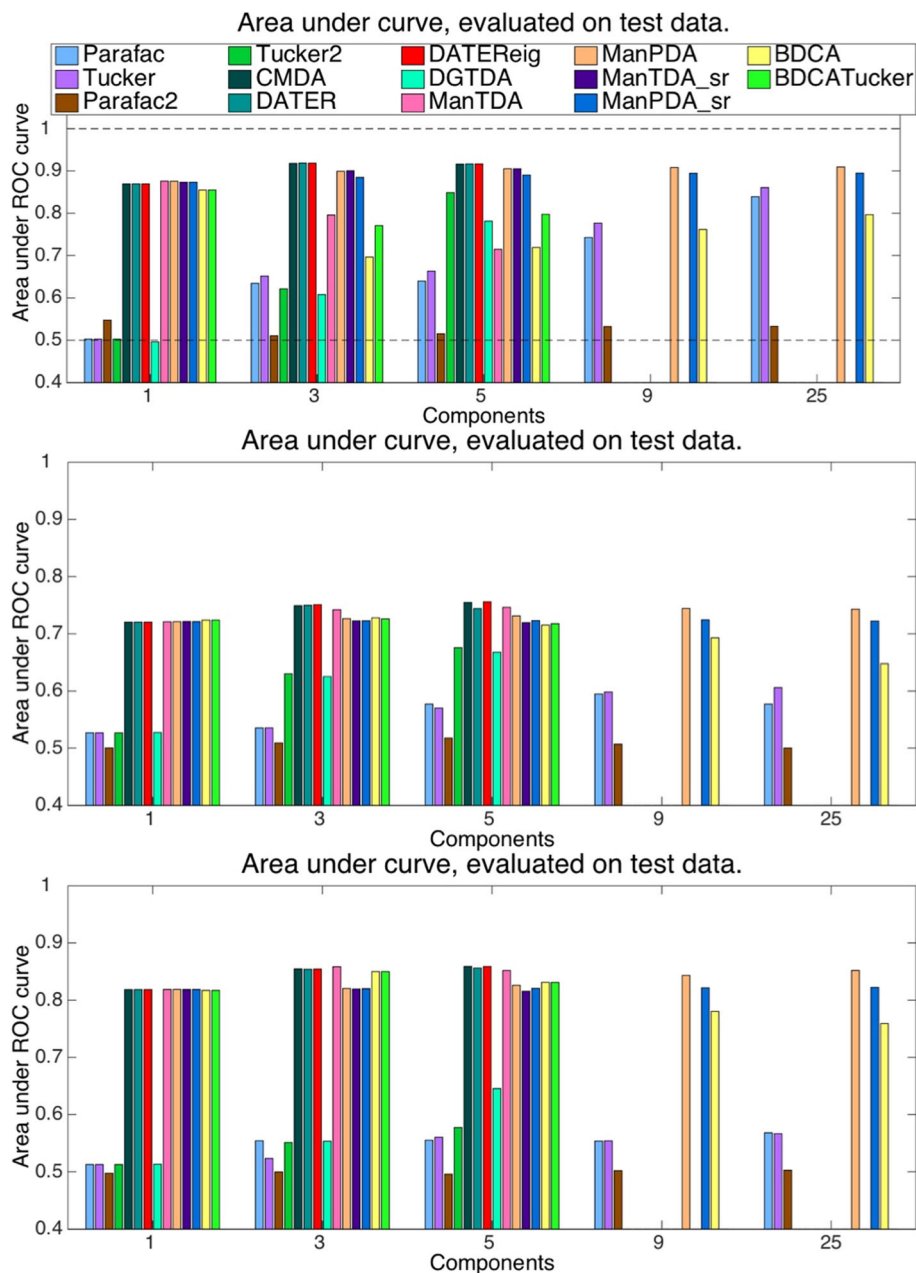 Area under curve, evaluated on test data.
Parafac Tucker2 DATEReig ManPDA BDCA
Tucker CMDA DGTDA ManTDA_sr BDCATucker
Parafac2 DATER ManTDA ManPDA_sr
1
0.9
0.8
0.7
0.6
0.5
0.4
Area under ROC curve
1 3 5 9 25
Components
Area under curve, evaluated on test data.
1
0.9
0.8
0.7
0.6
0.5
0.4
Area under ROC curve
1 3 5 9 25
Components
Area under curve, evaluated on test data.
1
0.9
0.8
0.7
0.6
0.5
0.4
Area under ROC curve
1 3 5 9 25
Components